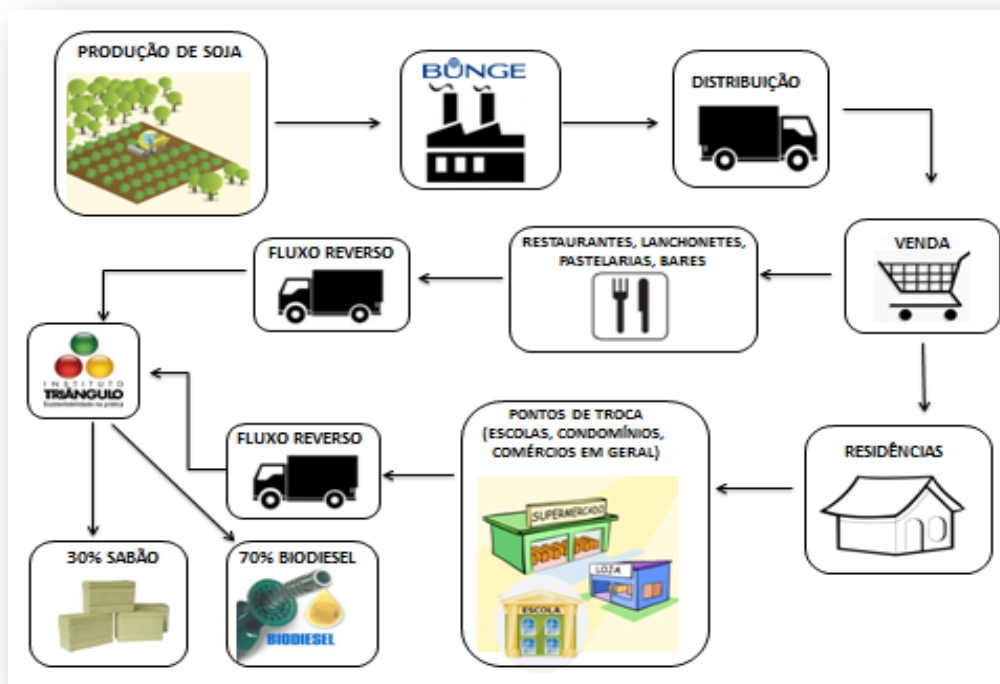 PRODUÇÃO DE SOJA
BUNGE
DISTRIBUIÇÃO
VENDA
RESTAURANTES, LANCHONETES,
PASTELARIAS, BARES
FLUXO REVERSO
INSTITUTO
TRIÂNGULO
Sustentabilidade na prática
RESIDÊNCIAS
PONTOS DE TROCA
(ESCOLAS, CONDOMÍNIOS,
COMÉRCIOS EM GERAL)
SUPERMERCADO
LOJA
ESCOLA
FLUXO REVERSO
30% SABÃO
70% BIODIESEL
BIODIESEL